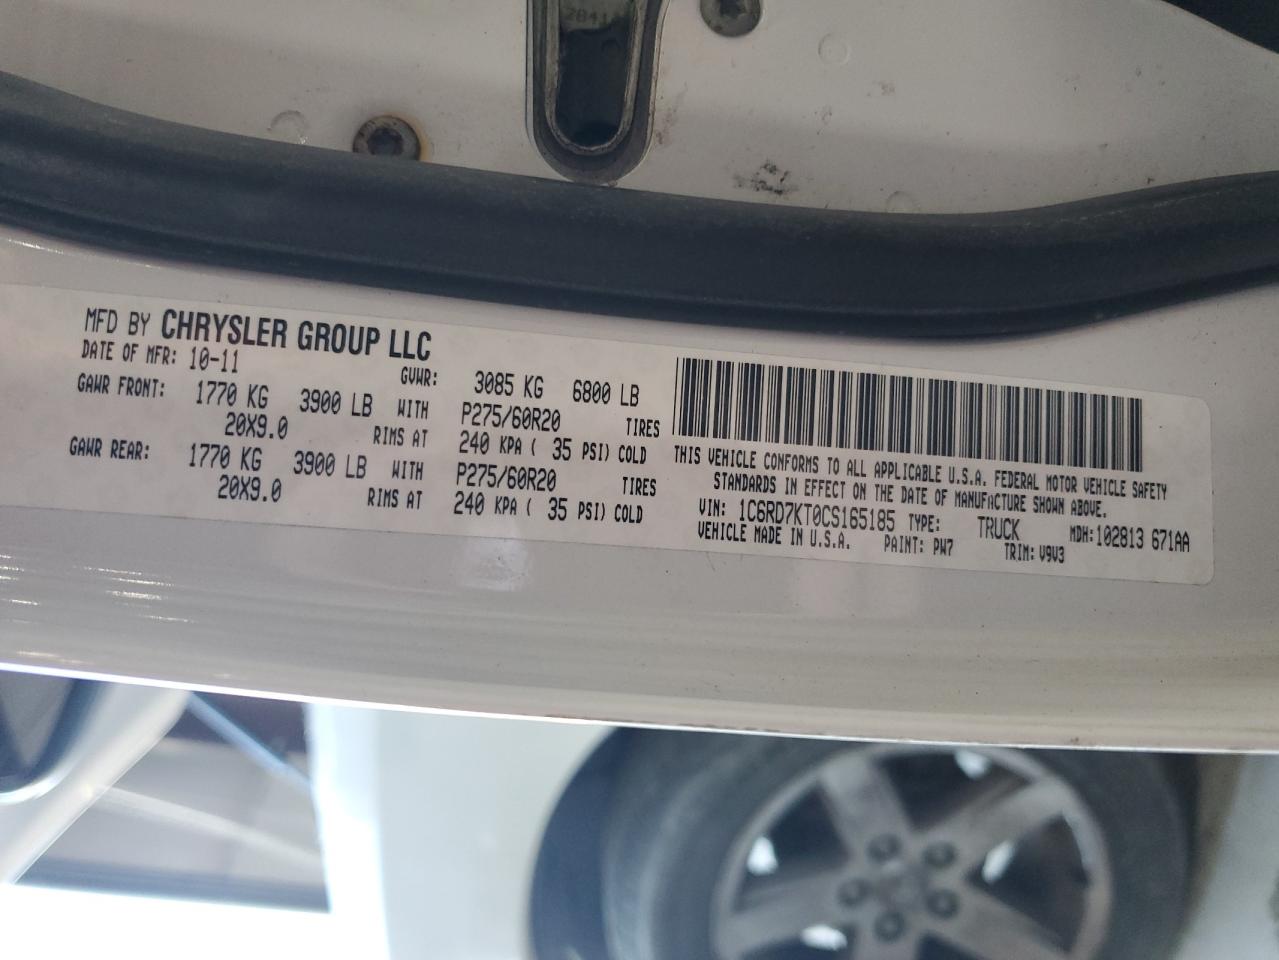 MFD BY CHRYSLER GROUP LLC
DATE OF MFR: 10-11 GVWR: 3085 KG 6800 LB
GAWR FRONT: 1770 KG 3900 LB WITH P275/60R20 TIRES
20X9.0 RIMS AT 240 KPA ( 35 PSI) COLD
GAWR REAR: 1770 KG 3900 LB WITH P275/60R20 TIRES
20X9.0 RIMS AT 240 KPA ( 35 PSI) COLD
THIS VEHICLE CONFORMS TO ALL APPLICABLE U.S.A. FEDERAL MOTOR VEHICLE SAFETY
STANDARDS IN EFFECT ON THE DATE OF MANUFACTURE SHOWN ABOVE.
VIN: 1C6RD7KT0CS165185 TYPE: TRUCK MDH:102813 671AA
VEHICLE MADE IN U.S.A. PAINT: PW7 TRIM: V9V3